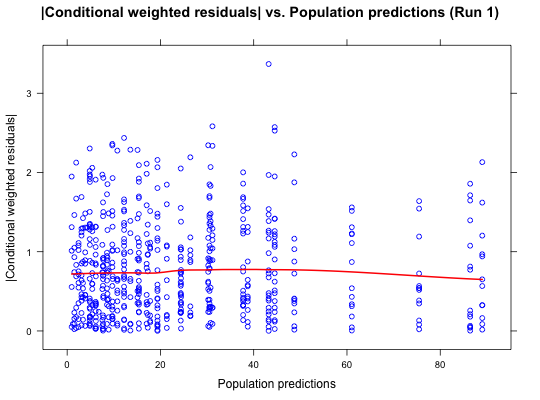 |Conditional weighted residuals| vs. Population predictions (Run 1)
|Conditional weighted residuals|
3
2
1
0
0 20 40 60 80
Population predictions